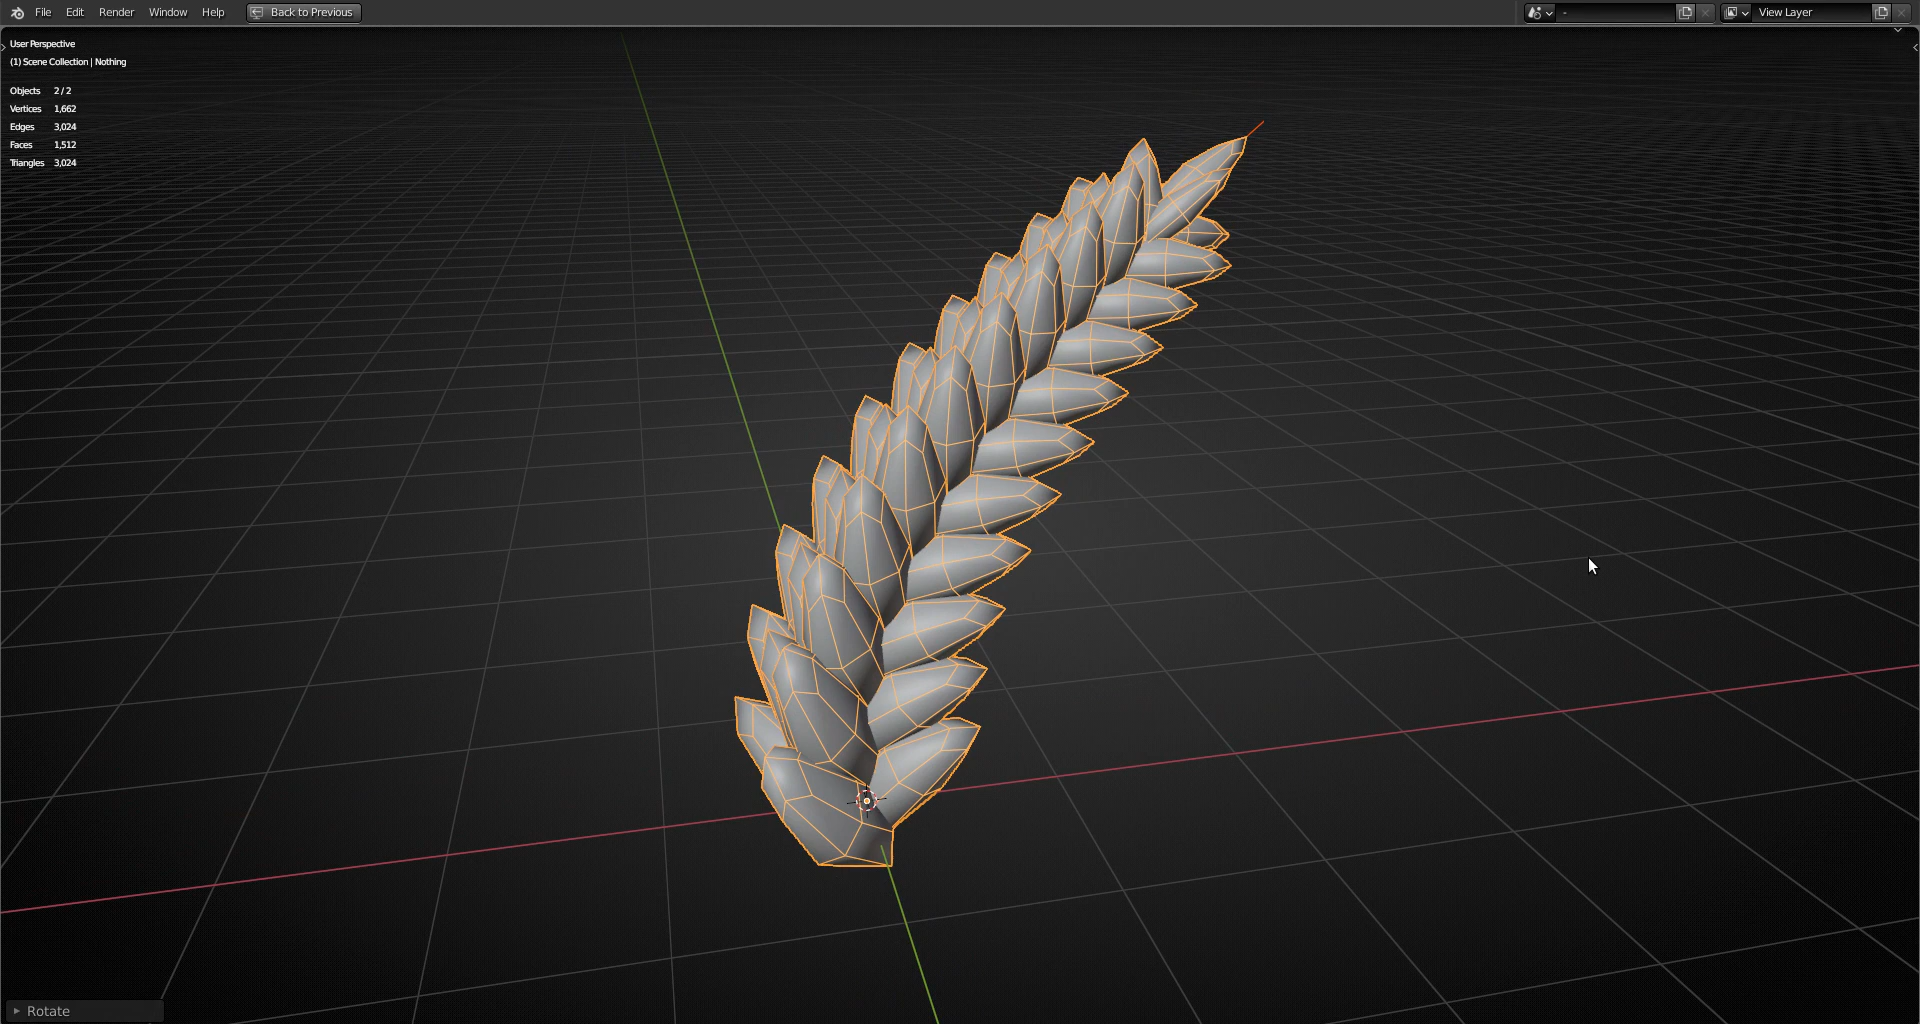 File Edit Render Window Help Back to Previous - View Layer
User Perspective
(1) Scene Collection | Nothing
Objects 2/2
Vertices 1,662
Edges 3,024
Faces 1,512
Triangles 3,024
Rotate